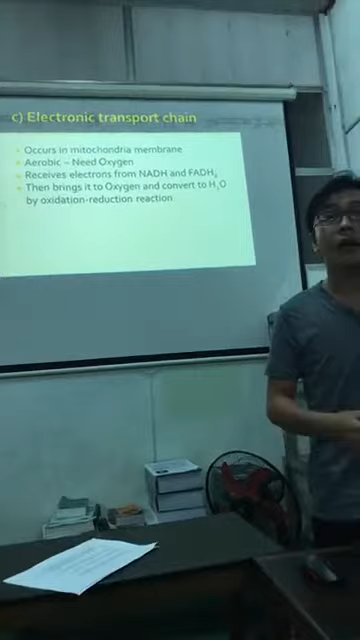 c) Electronic transport chain
Occurs in mitochondria membrane
Aerobic – Need Oxygen
Receives electrons from NADH and FADH₂
Then brings it to Oxygen and convert to H₂O
by oxidation-reduction reaction